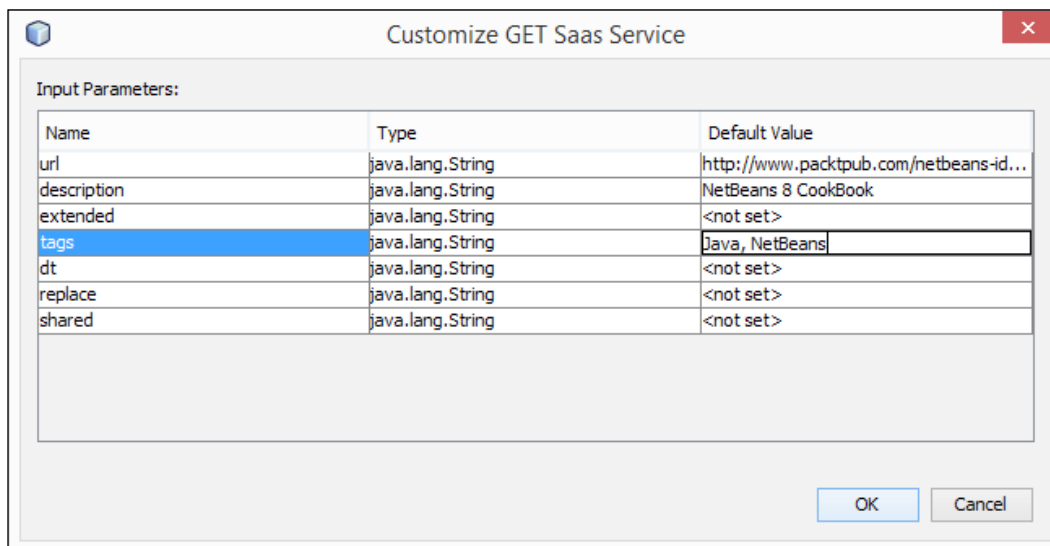 Customize GET Saas Service
Input Parameters:
Name Type Default Value
url java.lang.String http://www.packtpub.com/netbeans-id...
description java.lang.String NetBeans 8 CookBook
extended java.lang.String <not set>
tags java.lang.String Java, NetBeans
dt java.lang.String <not set>
replace java.lang.String <not set>
shared java.lang.String <not set>
OK Cancel